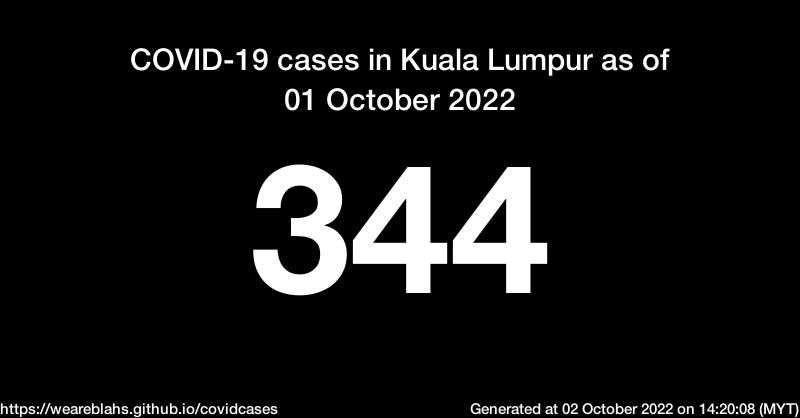 COVID-19 cases in Kuala Lumpur as of
01 October 2022
344
https://weareblahs.github.io/covidcases
Generated at 02 October 2022 on 14:20:08 (MYT)